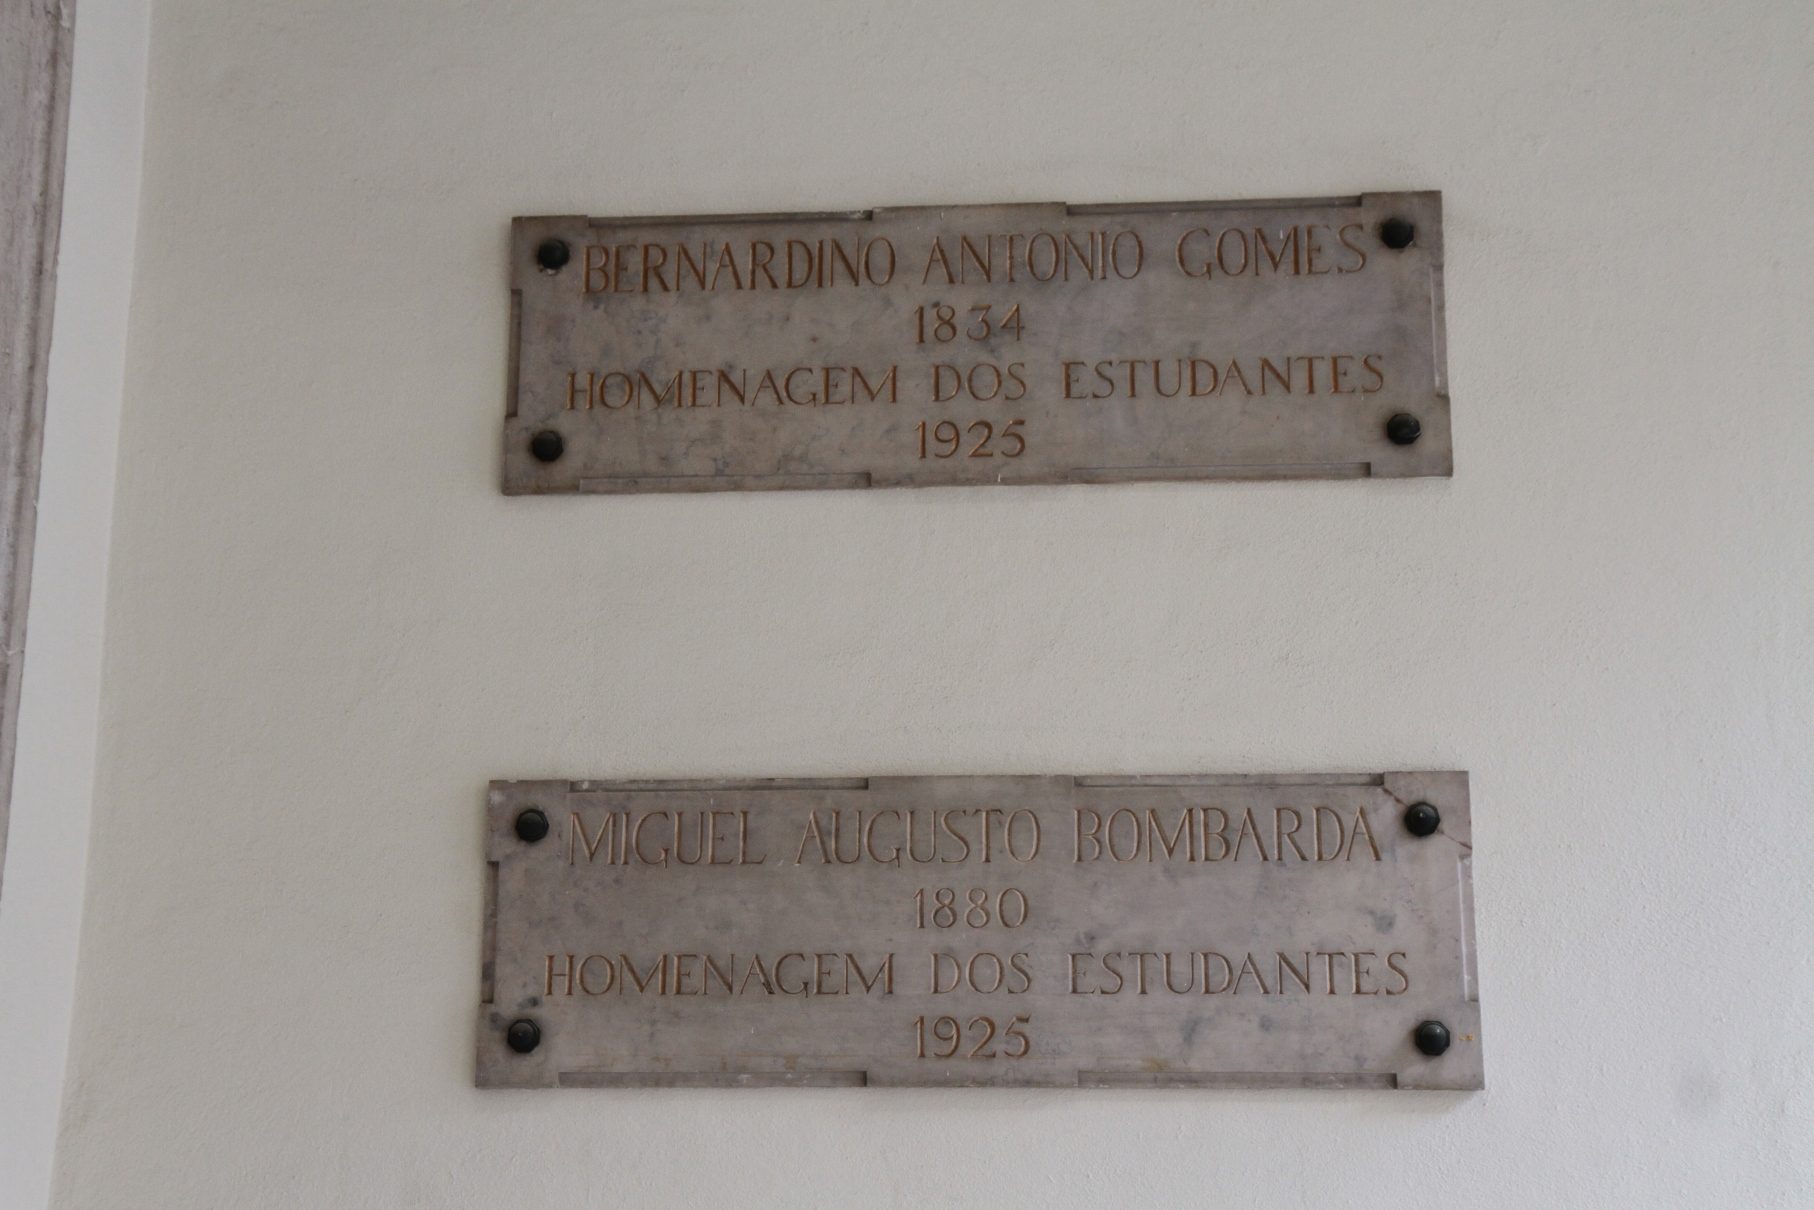 BERNARDINO ANTONIO GOMES
1834
HOMENAGEM DOS ESTUDANTES
1925
MIGUEL AUGUSTO BOMBARDA
1880
HOMENAGEM DOS ESTUDANTES
1925